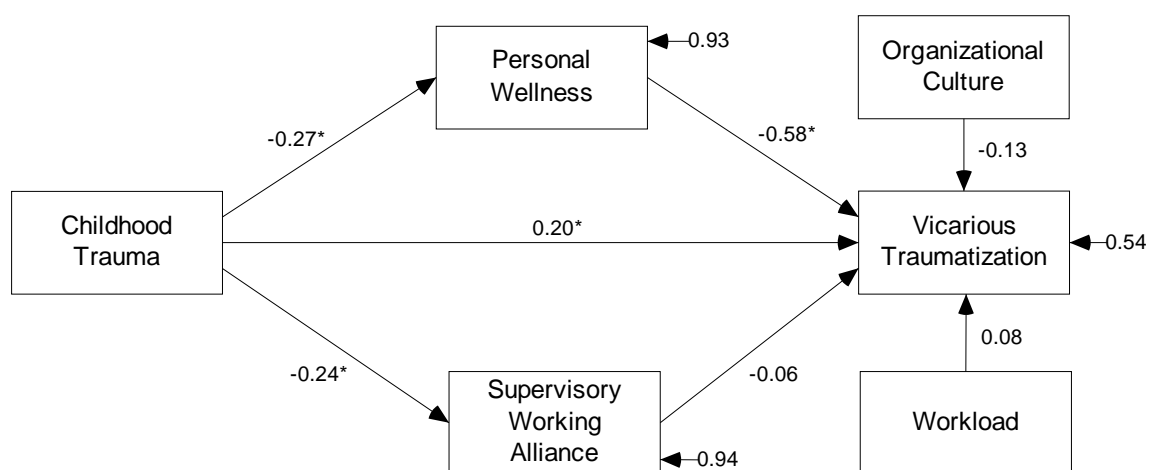 Personal
Wellness
0.93
Organizational
Culture
-0.27*
-0.58*
-0.13
Childhood
Trauma
0.20*
Vicarious
Traumatization
0.54
-0.24*
-0.06
0.08
Supervisory
Working
Alliance
0.94
Workload